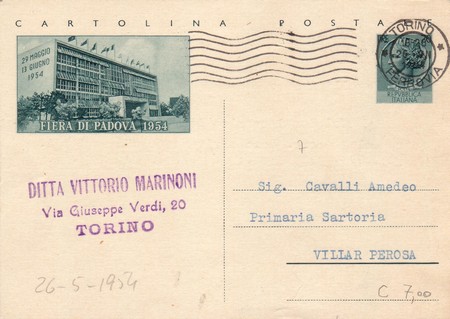 CARTOLINA POSTALE
29 MAGGIO
13 GIUGNO
1954
FIERA DI PADOVA 1954
TORINO
FERROVIA
ITALIANA
7
DITTA VITTORIO MARINONI
Via Giuseppe Verdi, 20
TORINO
Sig. Cavalli Amedeo
Primaria Sartoria
VILLAR PEROSA
26-5-1954
C 7,00